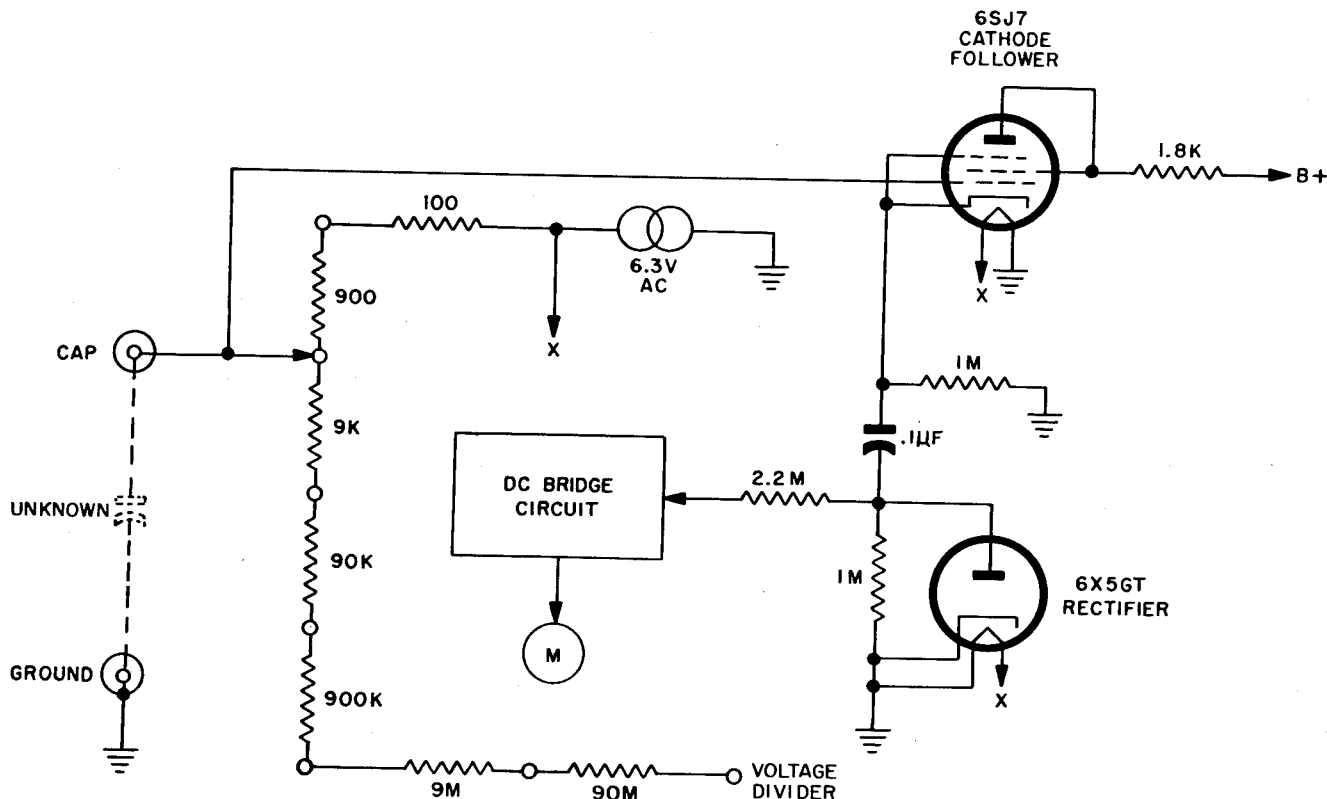 6SJ7
CATHODE
FOLLOWER
1.8K
B+
100
6.3V
AC
X
X
900
CAP
1M
9K
.1µF
2.2M
DC BRIDGE
CIRCUIT
UNKNOWN
90K
1M
6X5GT
RECTIFIER
M
GROUND
900K
X
9M
90M
VOLTAGE
DIVIDER